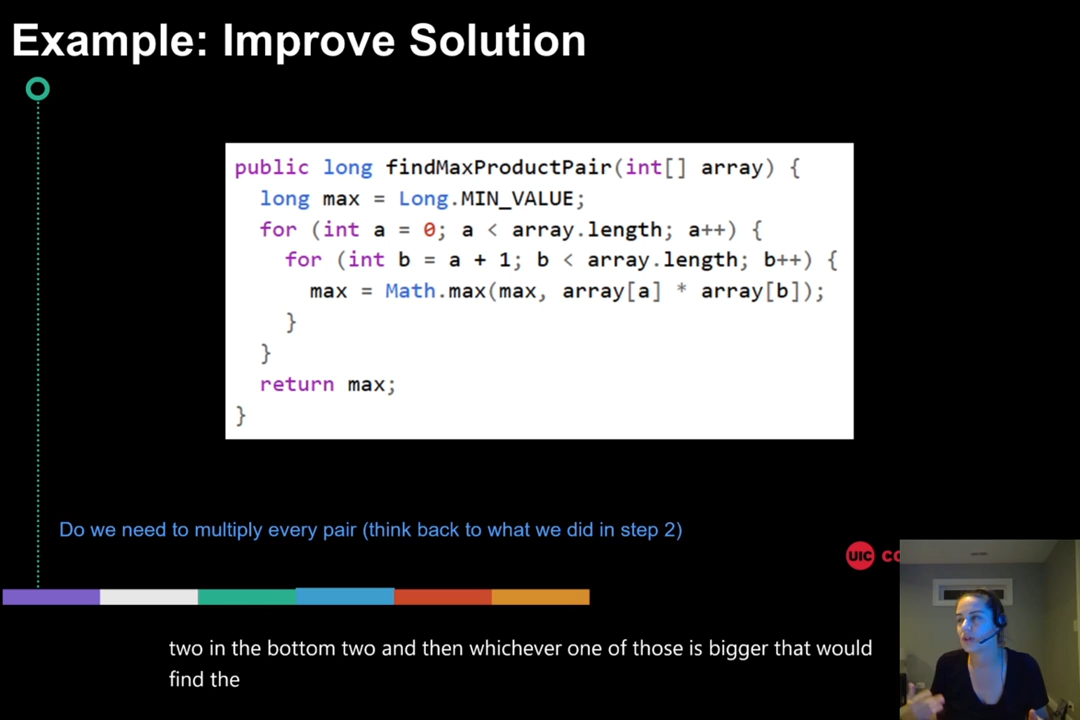 Example: Improve Solution
public long findMaxProductPair(int[] array) {
long max = Long.MIN_VALUE;
for (int a = 0; a < array.length; a++) {
for (int b = a + 1; b < array.length; b++) {
max = Math.max(max, array[a] * array[b]);
}
}
return max;
}
Do we need to multiply every pair (think back to what we did in step 2)
UIC
two in the bottom two and then whichever one of those is bigger that would
find the